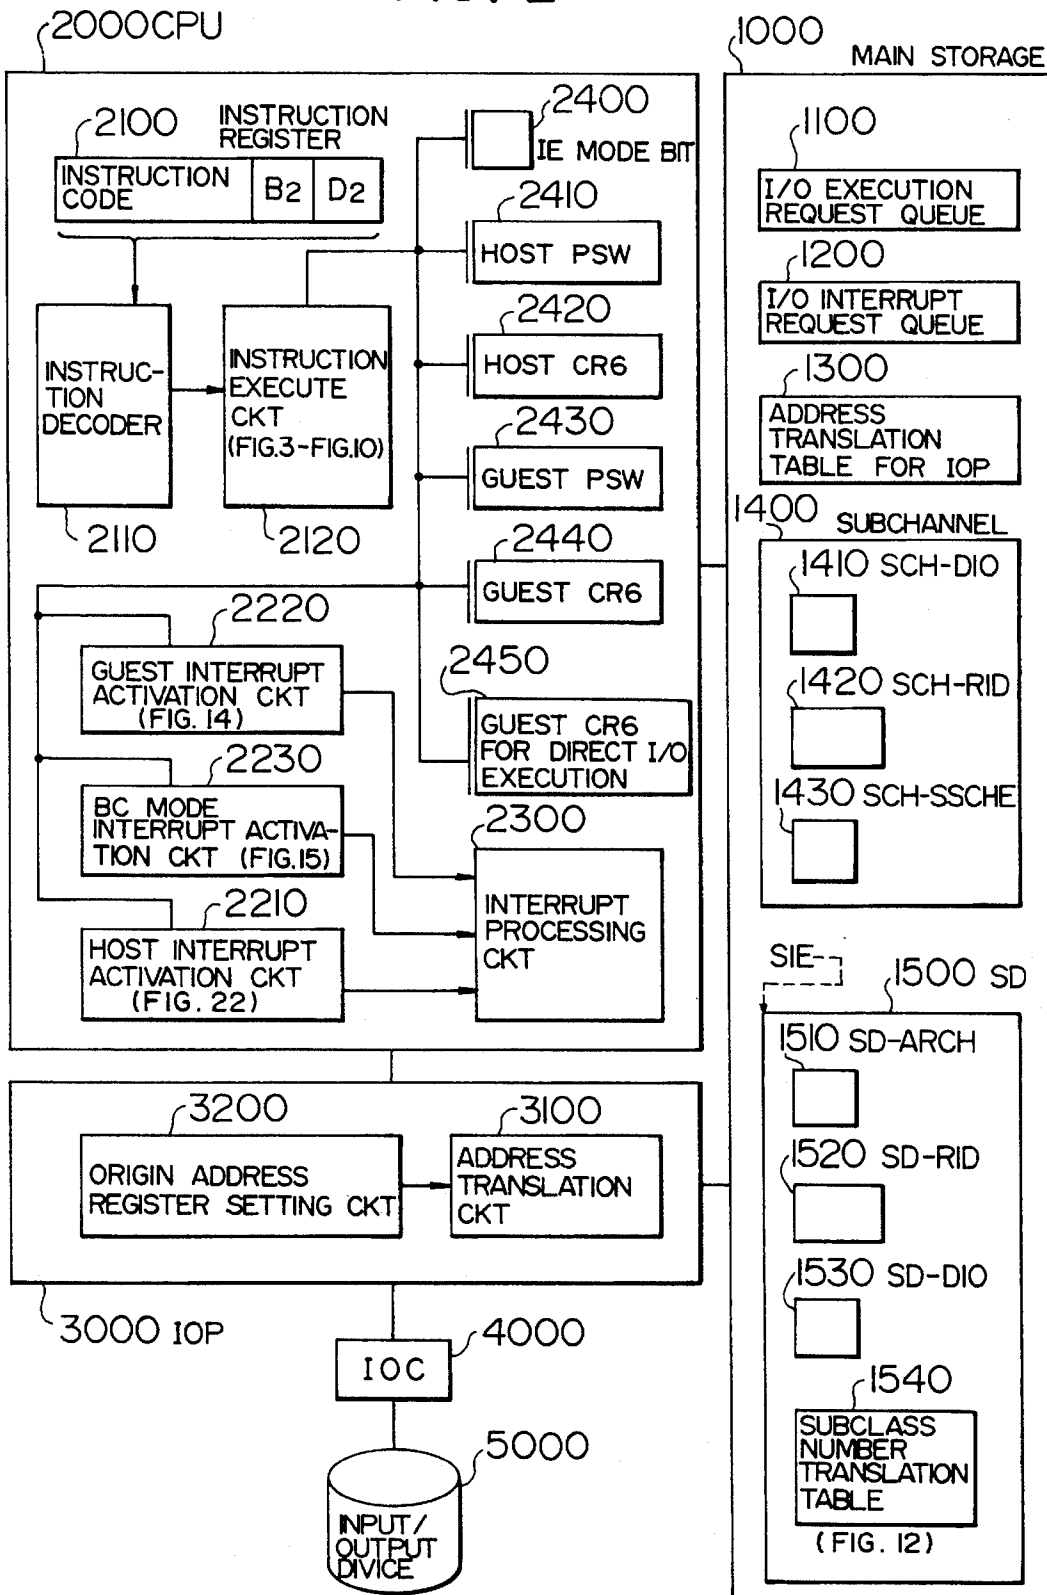 2000 CPU
1000
MAIN STORAGE
2100
INSTRUCTION
REGISTER
INSTRUCTION
CODE
B2
D2
2400
IE MODE BIT
2410
HOST PSW
2420
HOST CR6
2430
GUEST PSW
2440
GUEST CR6
2450
GUEST CR6
FOR DIRECT I/O
EXECUTION
INSTRUC-
TION
DECODER
2110
INSTRUCTION
EXECUTE
CKT
(FIG.3-FIG.10)
2120
2220
GUEST INTERRUPT
ACTIVATION CKT
(FIG. 14)
2230
BC MODE
INTERRUPT ACTIVA-
TION CKT (FIG.15)
2210
HOST INTERRUPT
ACTIVATION CKT
(FIG. 22)
2300
INTERRUPT
PROCESSING
CKT
1100
I/O EXECUTION
REQUEST QUEUE
1200
I/O INTERRUPT
REQUEST QUEUE
1300
ADDRESS
TRANSLATION
TABLE FOR IOP
1400 SUBCHANNEL
1410 SCH-DIO
1420 SCH-RID
1430 SCH-SSCHE
SIE
1500 SD
1510 SD-ARCH
1520 SD-RID
1530 SD-DIO
1540
SUBCLASS
NUMBER
TRANSLATION
TABLE
(FIG. 12)
3200
ORIGIN ADDRESS
REGISTER SETTING CKT
3100
ADDRESS
TRANSLATION
CKT
3000 IOP
4000
IOC
5000
INPUT/
OUTPUT
DIVICE